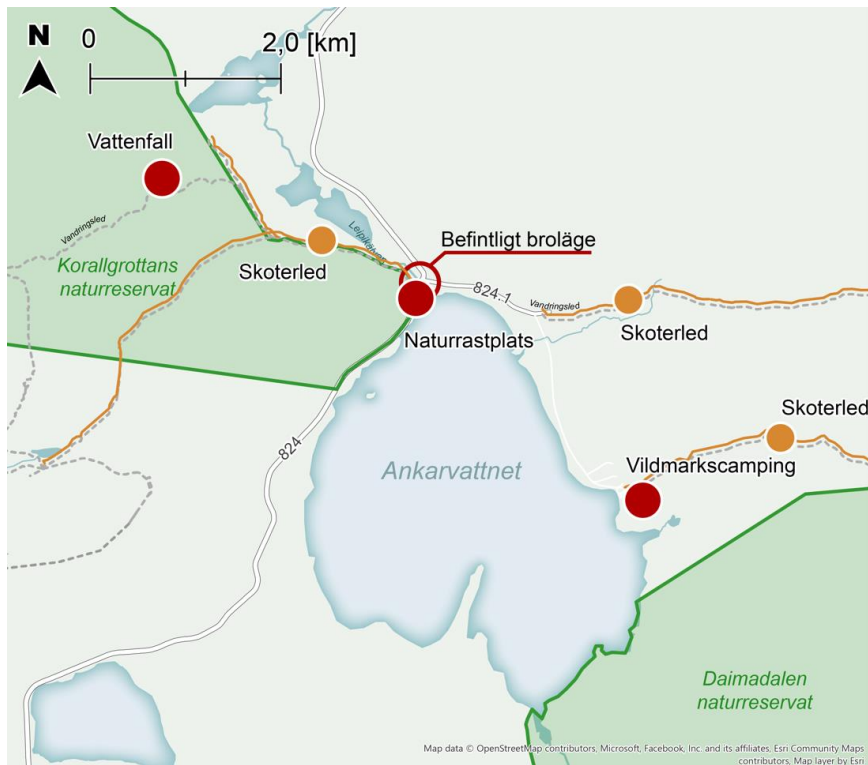 N
0 2,0 [km]
Vattenfall
Vandringsled
Korallgrottans
naturreservat
Skoterled
Leipikälven
Befintligt broläge
824.1
Vandringsled
Naturrastplats
Skoterled
824
Skoterled
Vildmarkscamping
Ankarvattnet
Daimadalen
naturreservat
Map data © OpenStreetMap contributors, Microsoft, Facebook, Inc. and its affiliates, Esri Community Maps
contributors, Map layer by Esri